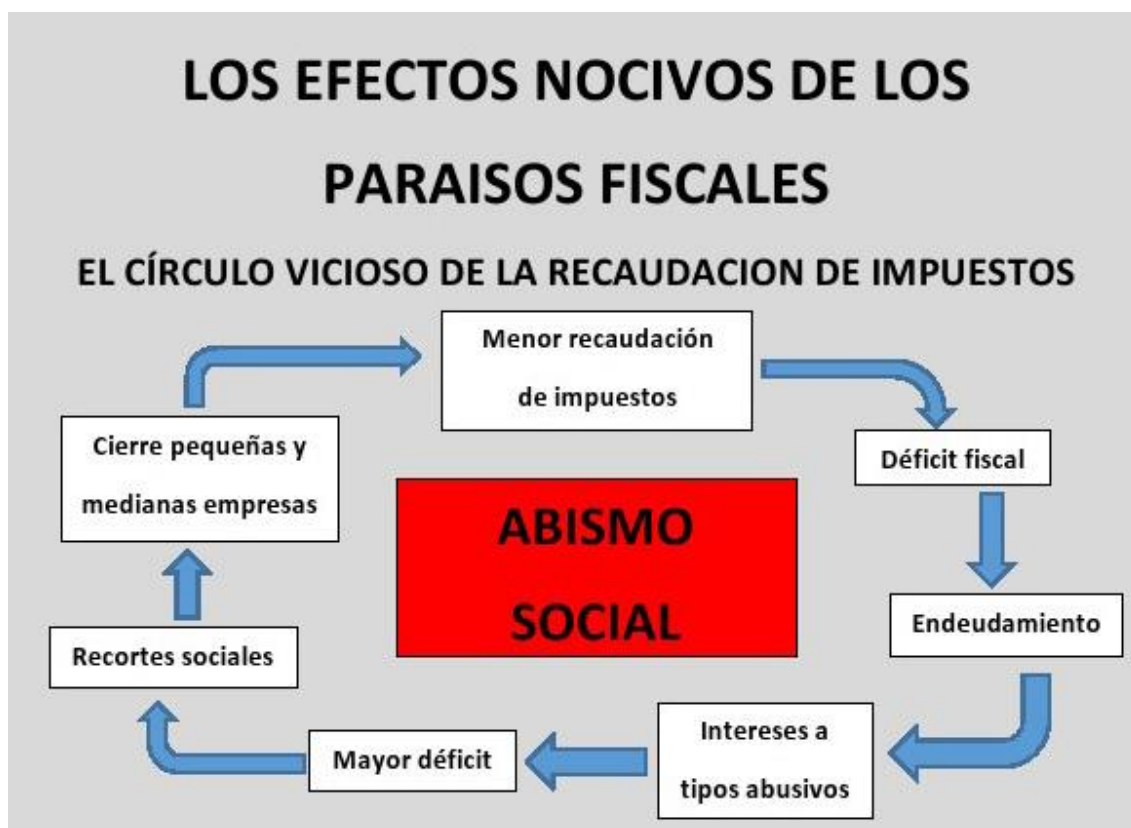 LOS EFECTOS NOCIVOS DE LOS
PARAISOS FISCALES
EL CÍRCULO VICIOSO DE LA RECAUDACION DE IMPUESTOS
Menor recaudación
de impuestos
Déficit fiscal
Endeudamiento
Intereses a
tipos abusivos
Mayor déficit
Recortes sociales
Cierre pequeñas y
medianas empresas
ABISMO
SOCIAL